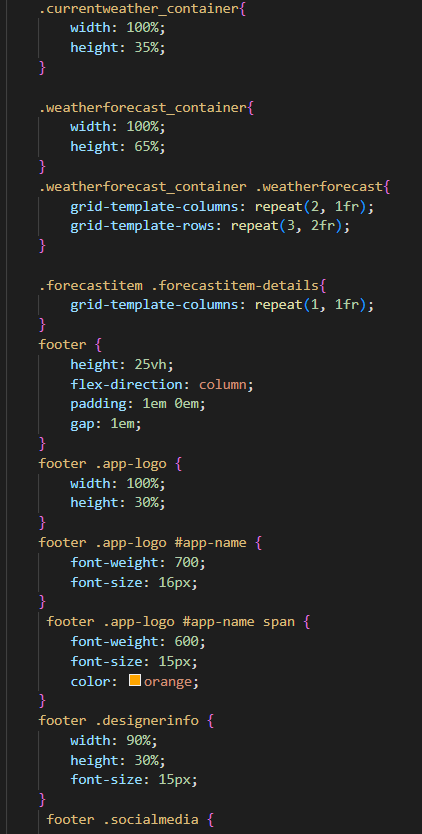 .currentweather_container{
width: 100%;
height: 35%;
}
.weatherforecast_container{
width: 100%;
height: 65%;
}
.weatherforecast_container .weatherforecast{
grid-template-columns: repeat(2, 1fr);
grid-template-rows: repeat(3, 2fr);
}
.forecastitem .forecastitem-details{
grid-template-columns: repeat(1, 1fr);
}
footer {
height: 25vh;
flex-direction: column;
padding: 1em 0em;
gap: 1em;
}
footer .app-logo {
width: 100%;
height: 30%;
}
footer .app-logo #app-name {
font-weight: 700;
font-size: 16px;
}
footer .app-logo #app-name span {
font-weight: 600;
font-size: 15px;
color: orange;
}
footer .designerinfo {
width: 90%;
height: 30%;
font-size: 15px;
}
footer .socialmedia {